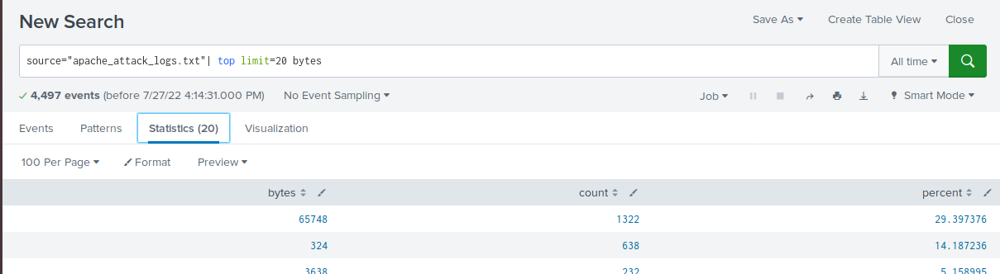 New Search
Save As Create Table View Close
source="apache_attack_logs.txt"| top limit=20 bytes
All time
4,497 events (before 7/27/22 4:14:31.000 PM) No Event Sampling Job Smart Mode
Events Patterns Statistics (20) Visualization
100 Per Page Format Preview
bytes count percent
65748 1322 29.397376
324 638 14.187236
3638 232 5.158995